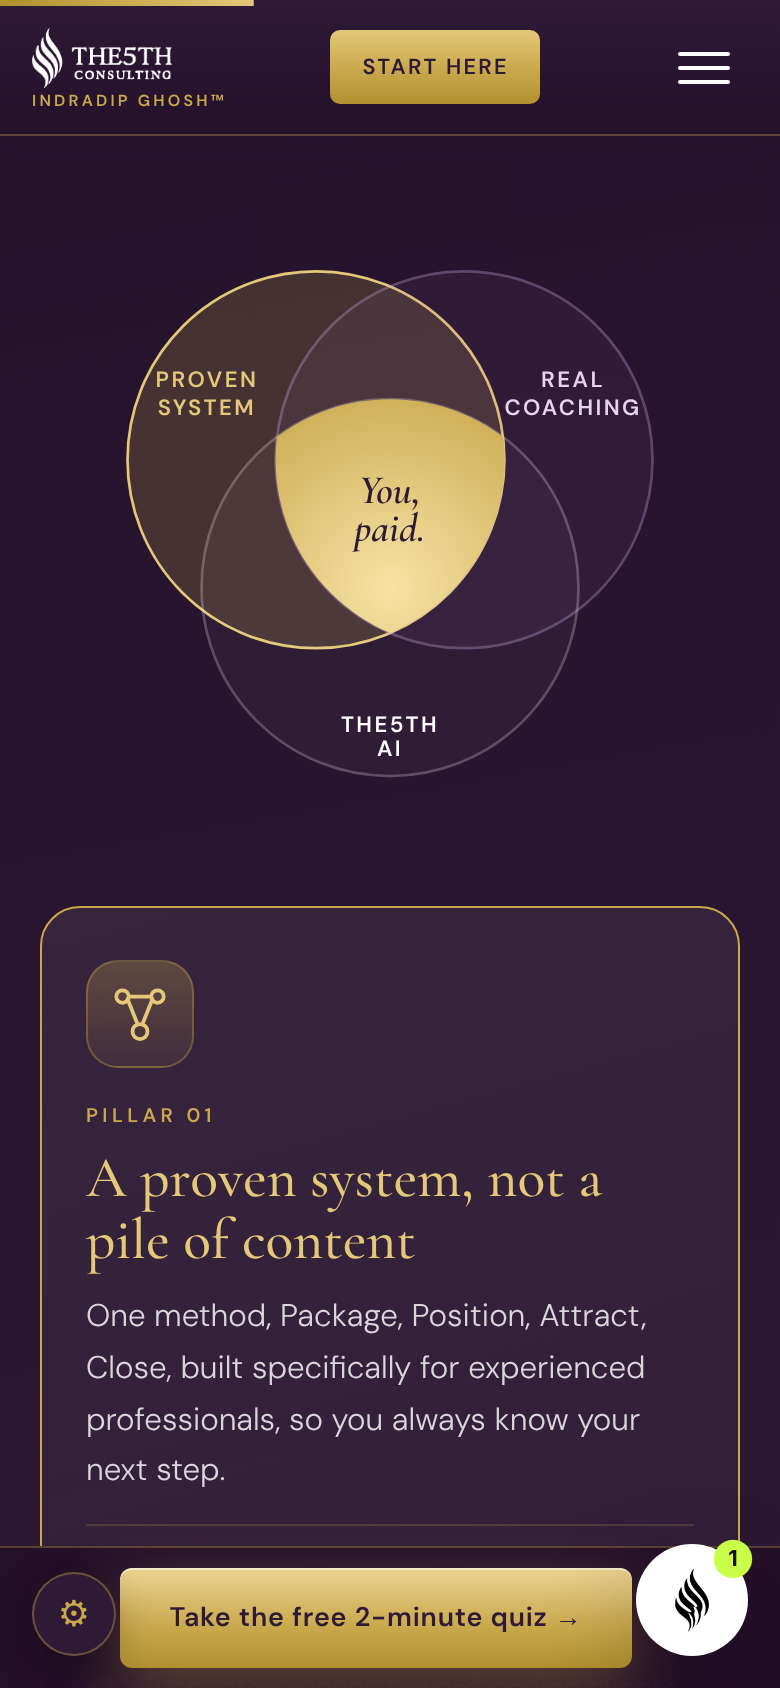 THE5TH
CONSULTING
INDRADIP GHOSH™
START HERE
PROVEN
SYSTEM
REAL
COACHING
You,
paid.
THE5TH
AI
PILLAR 01
A proven system, not a
pile of content
One method, Package, Position, Attract,
Close, built specifically for experienced
professionals, so you always know your
next step.
Take the free 2-minute quiz →
1